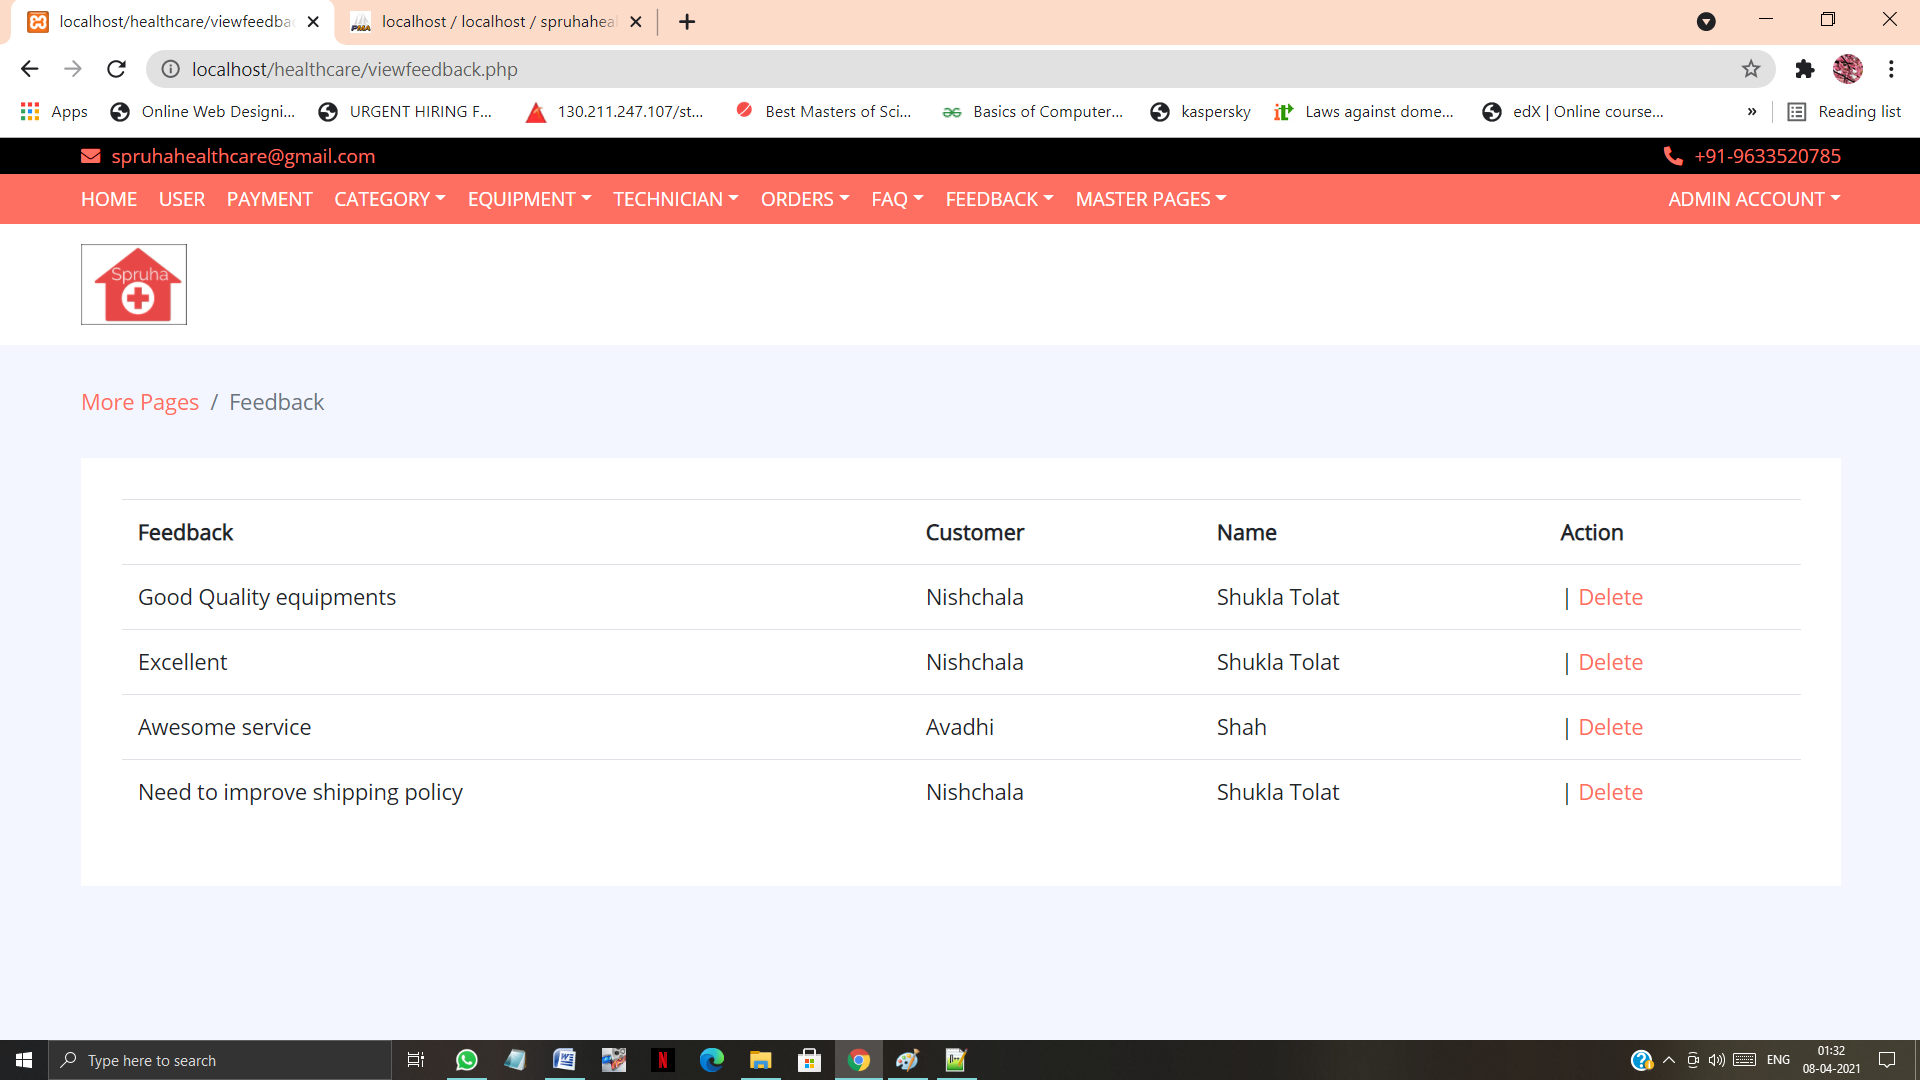 localhost/healthcare/viewfeedba
localhost / localhost / spruhaheal
localhost/healthcare/viewfeedback.php
Apps
Online Web Designi...
URGENT HIRING F...
130.211.247.107/st...
Best Masters of Sci...
Basics of Computer...
kaspersky
Laws against dome...
edX | Online course...
»
Reading list
spruhahealthcare@gmail.com
+91-9633520785
HOME USER PAYMENT CATEGORY EQUIPMENT TECHNICIAN ORDERS FAQ FEEDBACK MASTER PAGES ADMIN ACCOUNT
Spruha
More Pages / Feedback
Feedback Customer Name Action
Good Quality equipments Nishchala Shukla Tolat | Delete
Excellent Nishchala Shukla Tolat | Delete
Awesome service Avadhi Shah | Delete
Need to improve shipping policy Nishchala Shukla Tolat | Delete
Type here to search
ENG
01:32
08-04-2021